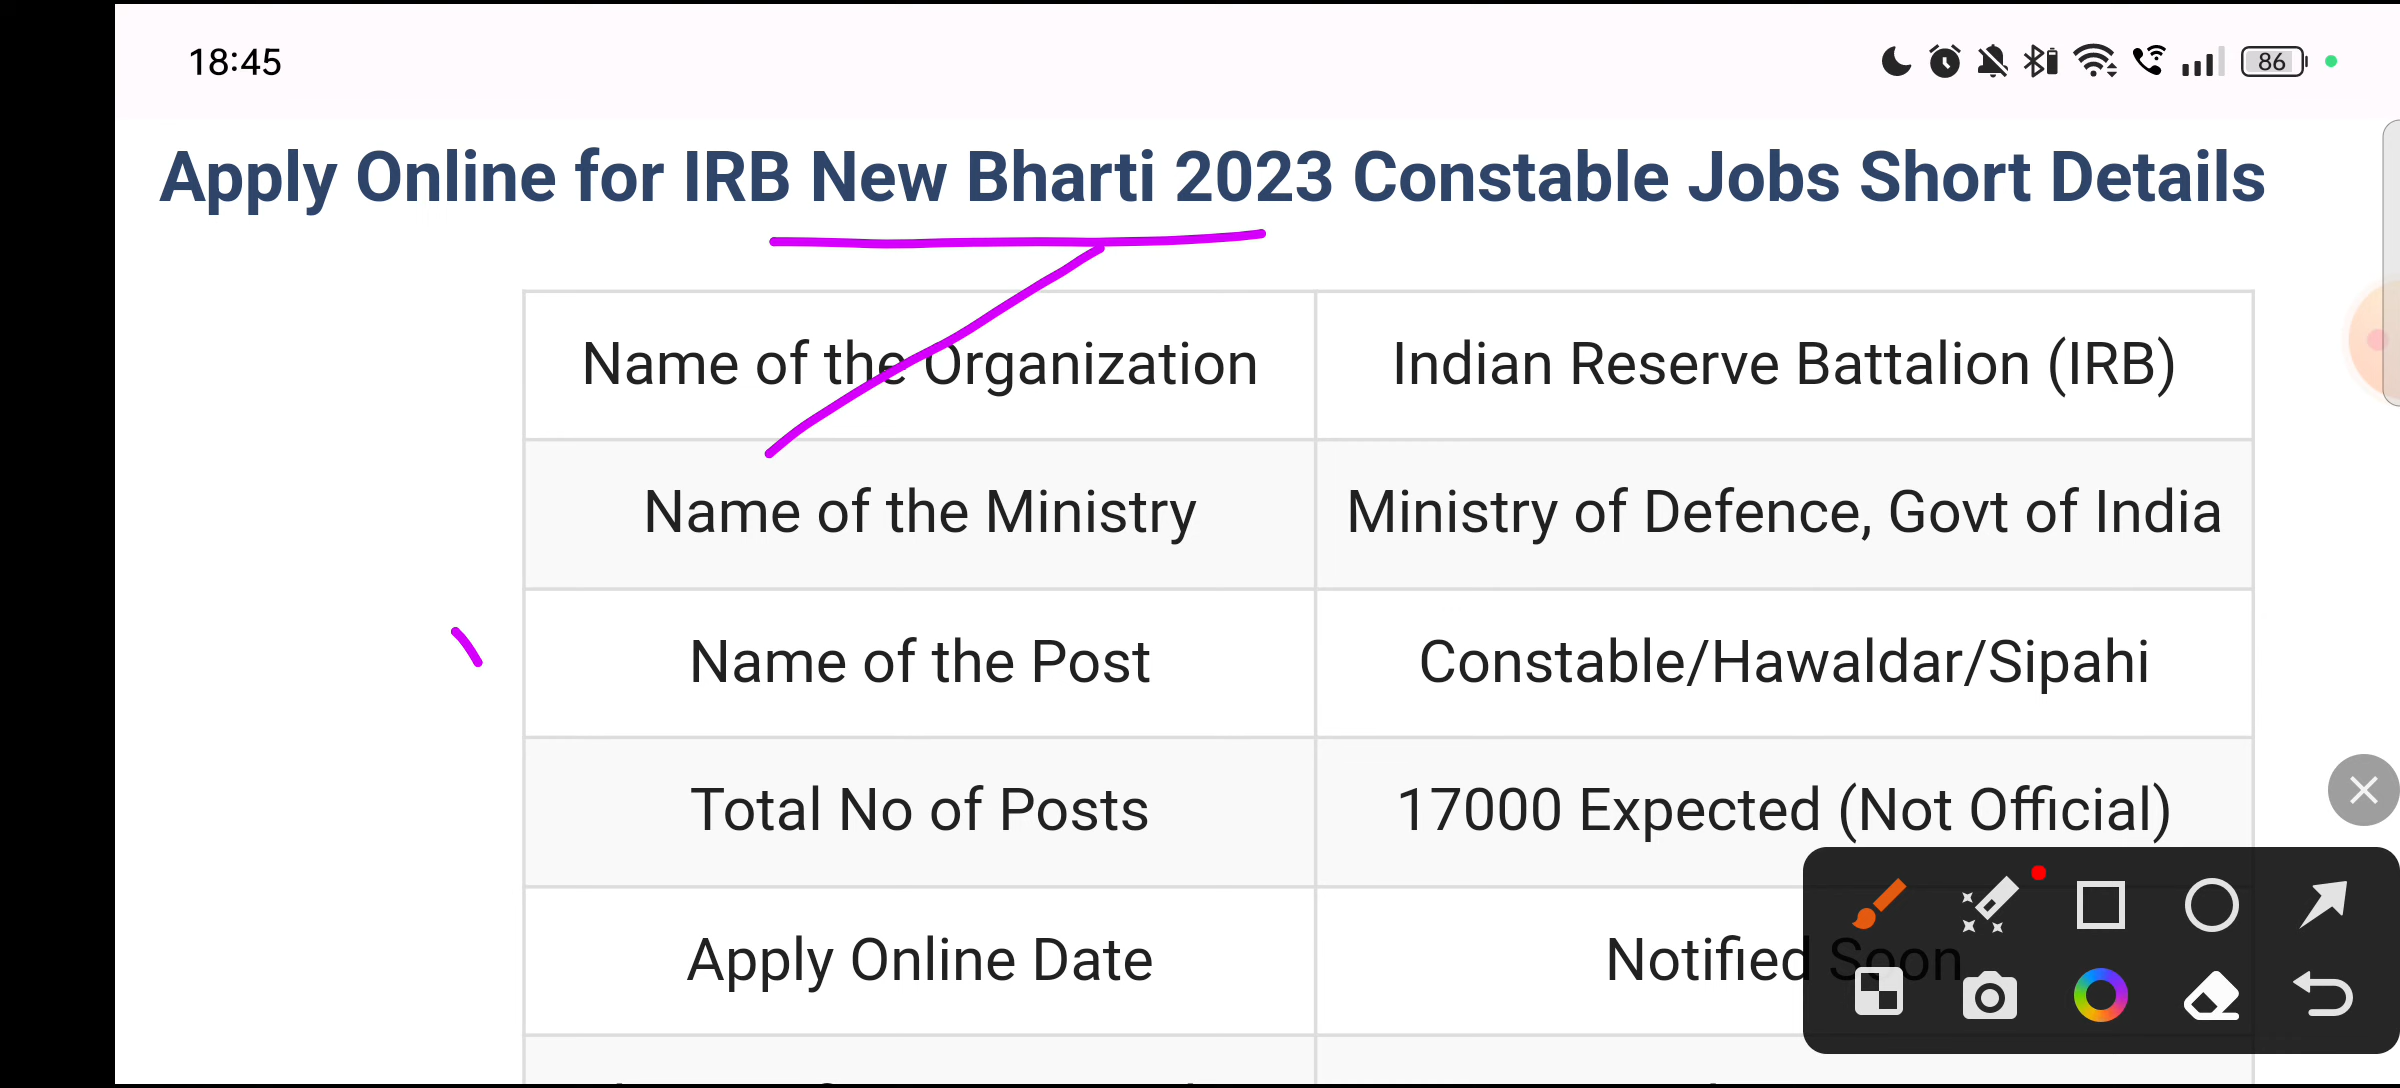 18:45
86
Apply Online for IRB New Bharti 2023 Constable Jobs Short Details
Name of the Organization Indian Reserve Battalion (IRB)
Name of the Ministry Ministry of Defence, Govt of India
Name of the Post Constable/Hawaldar/Sipahi
Total No of Posts 17000 Expected (Not Official)
Apply Online Date Notified Soon